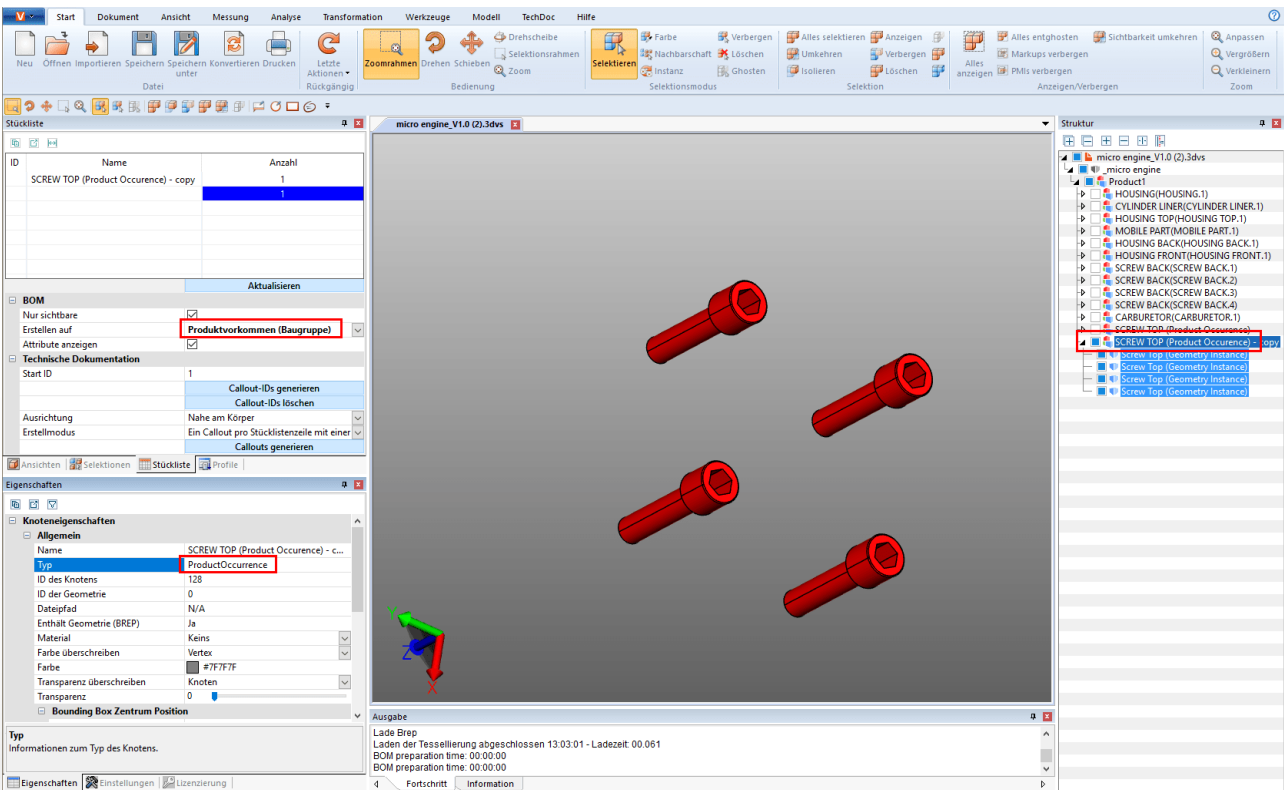 V Start Dokument Ansicht Messung Analyse Transformation Werkzeuge Modell TechDoc Hilfe
Neu Öffnen Importieren Speichern Speichern unter Konvertieren Drucken
Datei
Letzte Aktionen
Rückgängig
Zoomrahmen Drehen Schieben
Drehscheibe
Selektionsrahmen
Zoom
Bedienung
Selektieren
Farbe Verbergen
Nachbarschaft Löschen
Instanz Ghosten
Selektionsmodus
Alles selektieren Anzeigen
Umkehren Verbergen
Isolieren Löschen
Selektion
Alles anzeigen
Alles entghosten Sichtbarkeit umkehren
Markups verbergen
PMIs verbergen
Anzeigen/Verbergen
Anpassen
Vergrößern
Verkleinern
Zoom
Stückliste
ID Name Anzahl
SCREW TOP (Product Occurence) - copy 1
1
Aktualisieren
BOM
Nur sichtbare
Erstellen auf Produktvorkommen (Baugruppe)
Attribute anzeigen
Technische Dokumentation
Start ID 1
Callout-IDs generieren
Callout-IDs löschen
Ausrichtung Nahe am Körper
Erstellmodus Ein Callout pro Stücklistenzeile mit einer
Callouts generieren
Ansichten Selektionen Stückliste Profile
Eigenschaften
Knoteneigenschaften
Allgemein
Name SCREW TOP (Product Occurence) - c...
Typ ProductOccurrence
ID des Knotens 128
ID der Geometrie 0
Dateipfad N/A
Enthält Geometrie (BREP) Ja
Material Keins
Farbe überschreiben Vertex
Farbe #7F7F7F
Transparenz überschreiben Knoten
Transparenz 0
Bounding Box Zentrum Position
Typ
Informationen zum Typ des Knotens.
Eigenschaften Einstellungen Lizenzierung
micro engine_V1.0 (2).3dvs
Y
Z
X
Ausgabe
Lade Brep
Laden der Tessellierung abgeschlossen 13:03:01 - Ladezeit: 00.061
BOM preparation time: 00:00:00
BOM preparation time: 00:00:00
Fortschritt Information
Struktur
micro engine_V1.0 (2).3dvs
_micro engine
Product1
HOUSING(HOUSING.1)
CYLINDER LINER(CYLINDER LINER.1)
HOUSING TOP(HOUSING TOP.1)
MOBILE PART(MOBILE PART.1)
HOUSING BACK(HOUSING BACK.1)
HOUSING FRONT(HOUSING FRONT.1)
SCREW BACK(SCREW BACK.1)
SCREW BACK(SCREW BACK.2)
SCREW BACK(SCREW BACK.3)
SCREW BACK(SCREW BACK.4)
CARBURETOR(CARBURETOR.1)
SCREW TOP (Product Occurence)
SCREW TOP (Product Occurence) - copy
Screw Top (Geometry Instance)
Screw Top (Geometry Instance)
Screw Top (Geometry Instance)
Screw Top (Geometry Instance)